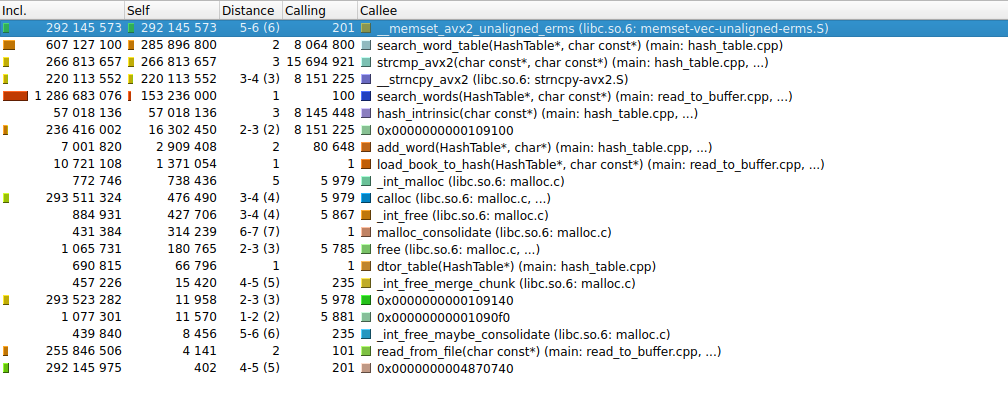 Incl. Self Distance Calling Callee
292 145 573 292 145 573 5-6 (6) 201 __memset_avx2_unaligned_erms (libc.so.6: memset-vec-unaligned-erms.S)
607 127 100 285 896 800 2 8 064 800 search_word_table(HashTable*, char const*) (main: hash_table.cpp)
266 813 657 266 813 657 3 15 694 921 strcmp_avx2(char const*, char const*) (main: hash_table.cpp, ...)
220 113 552 220 113 552 3-4 (3) 8 151 225 __strncpy_avx2 (libc.so.6: strncpy-avx2.S)
1 286 683 076 153 236 000 1 100 search_words(HashTable*, char const*) (main: read_to_buffer.cpp, ...)
57 018 136 57 018 136 3 8 145 448 hash_intrinsic(char const*) (main: hash_table.cpp, ...)
236 416 002 16 302 450 2-3 (2) 8 151 225 0x0000000000109100
7 001 820 2 909 408 2 80 648 add_word(HashTable*, char*) (main: hash_table.cpp, ...)
10 721 108 1 371 054 1 1 load_book_to_hash(HashTable*, char const*) (main: read_to_buffer.cpp, ...)
772 746 738 436 5 5 979 _int_malloc (libc.so.6: malloc.c)
293 511 324 476 490 3-4 (4) 5 979 calloc (libc.so.6: malloc.c, ...)
884 931 427 706 3-4 (4) 5 867 _int_free (libc.so.6: malloc.c)
431 384 314 239 6-7 (7) 1 malloc_consolidate (libc.so.6: malloc.c)
1 065 731 180 765 2-3 (3) 5 785 free (libc.so.6: malloc.c, ...)
690 815 66 796 1 1 dtor_table(HashTable*) (main: hash_table.cpp)
457 226 15 420 4-5 (5) 235 _int_free_merge_chunk (libc.so.6: malloc.c)
293 523 282 11 958 2-3 (3) 5 978 0x0000000000109140
1 077 301 11 570 1-2 (2) 5 881 0x00000000001090f0
439 840 8 456 5-6 (6) 235 _int_free_maybe_consolidate (libc.so.6: malloc.c)
255 846 506 4 141 2 101 read_from_file(char const*) (main: read_to_buffer.cpp, ...)
292 145 975 402 4-5 (5) 201 0x0000000004870740